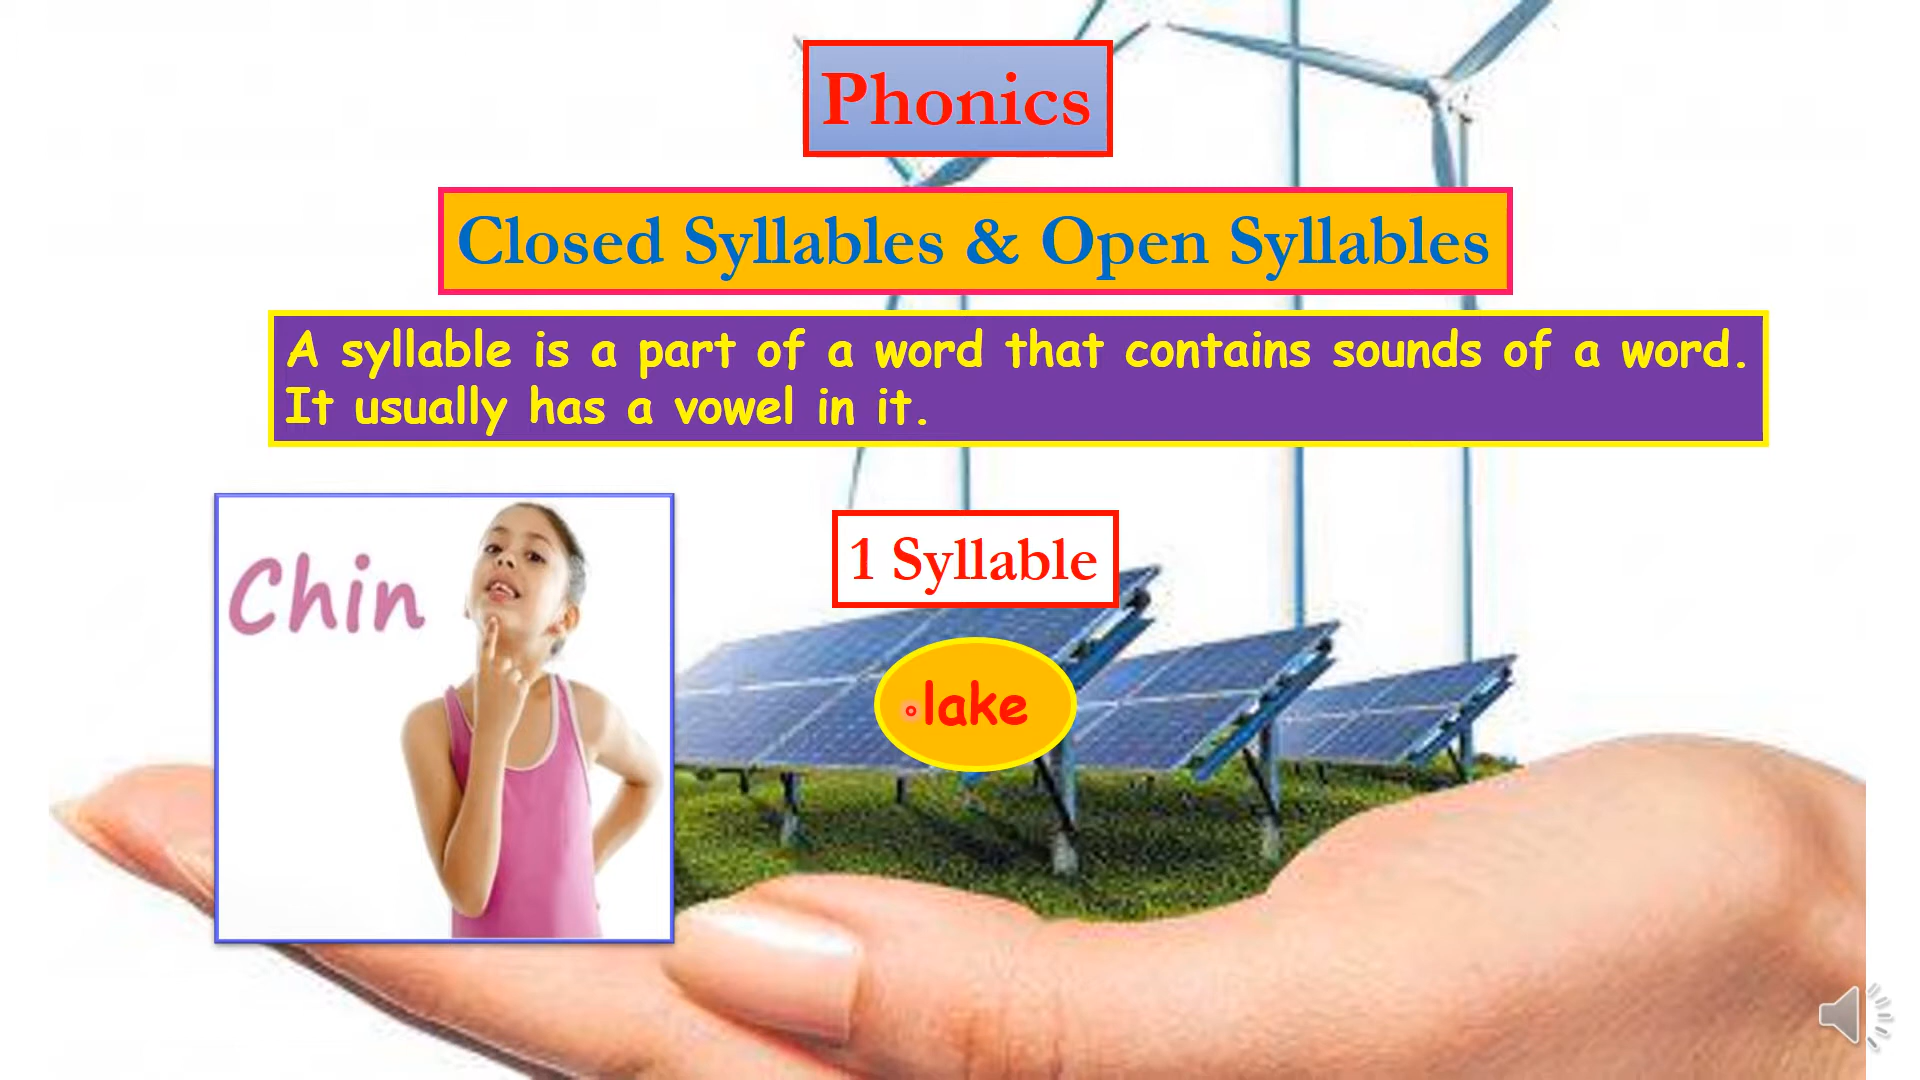 Phonics
Closed Syllables & Open Syllables
A syllable is a part of a word that contains sounds of a word.
It usually has a vowel in it.
Chin
1 Syllable
lake